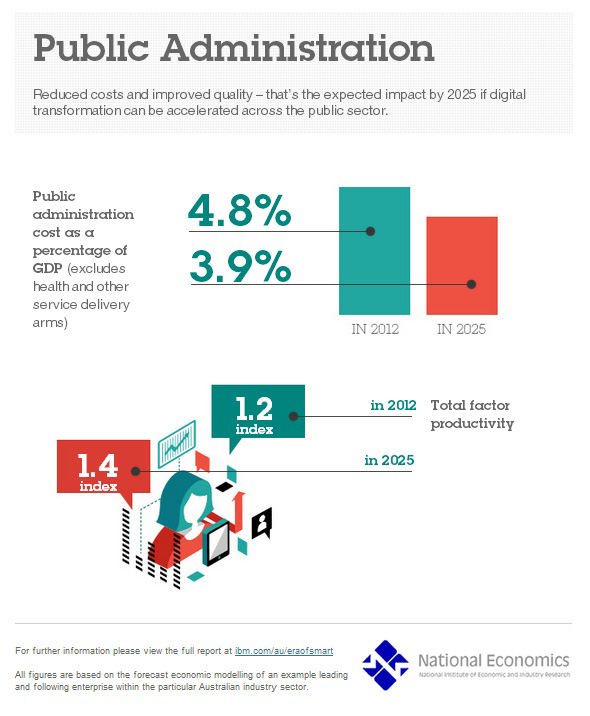 Public Administration
Reduced costs and improved quality – that's the expected impact by 2025 if digital
transformation can be accelerated across the public sector.
Public
administration
cost as a
percentage of
GDP (excludes
health and other
service delivery
arms)
4.8%
3.9%
IN 2012
IN 2025
1.2
index
in 2012
Total factor
productivity
1.4
index
in 2025
For further information please view the full report at ibm.com/au/eraofsmart
All figures are based on the forecast economic modelling of an example leading
and following enterprise within the particular Australian industry sector.
National Economics
National Institute of Economic and Industry Research